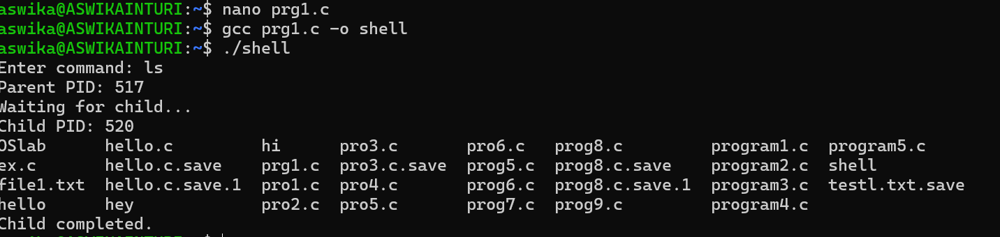 aswika@ASWIKAINTURI:~$ nano prg1.c
aswika@ASWIKAINTURI:~$ gcc prg1.c -o shell
aswika@ASWIKAINTURI:~$ ./shell
Enter command: ls
Parent PID: 517
Waiting for child...
Child PID: 520
OSlab      hello.c         hi      pro3.c       pro6.c   prog8.c         program1.c  program5.c
ex.c       hello.c.save    prg1.c  pro3.c.save  prog5.c  prog8.c.save    program2.c  shell
file1.txt  hello.c.save.1  pro1.c  pro4.c       prog6.c  prog8.c.save.1  program3.c  testl.txt.save
hello      hey             pro2.c  pro5.c       prog7.c  prog9.c         program4.c
Child completed.